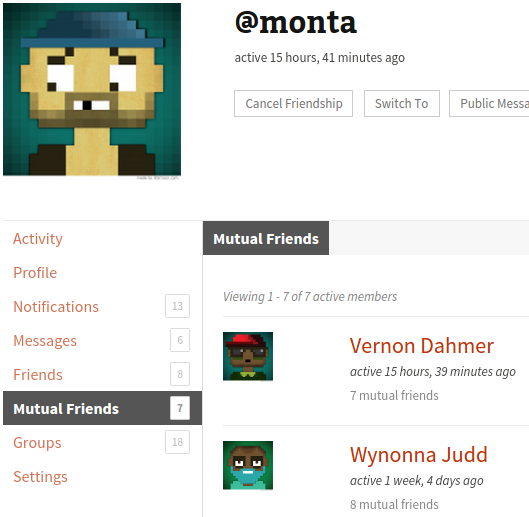 @monta
active 15 hours, 41 minutes ago
Cancel Friendship
Switch To
Public Messa
Activity
Profile
Notifications 13
Messages 6
Friends 8
Mutual Friends 7
Groups 18
Settings
Mutual Friends
Viewing 1 - 7 of 7 active members
Vernon Dahmer
active 15 hours, 39 minutes ago
7 mutual friends
Wynonna Judd
active 1 week, 4 days ago
8 mutual friends